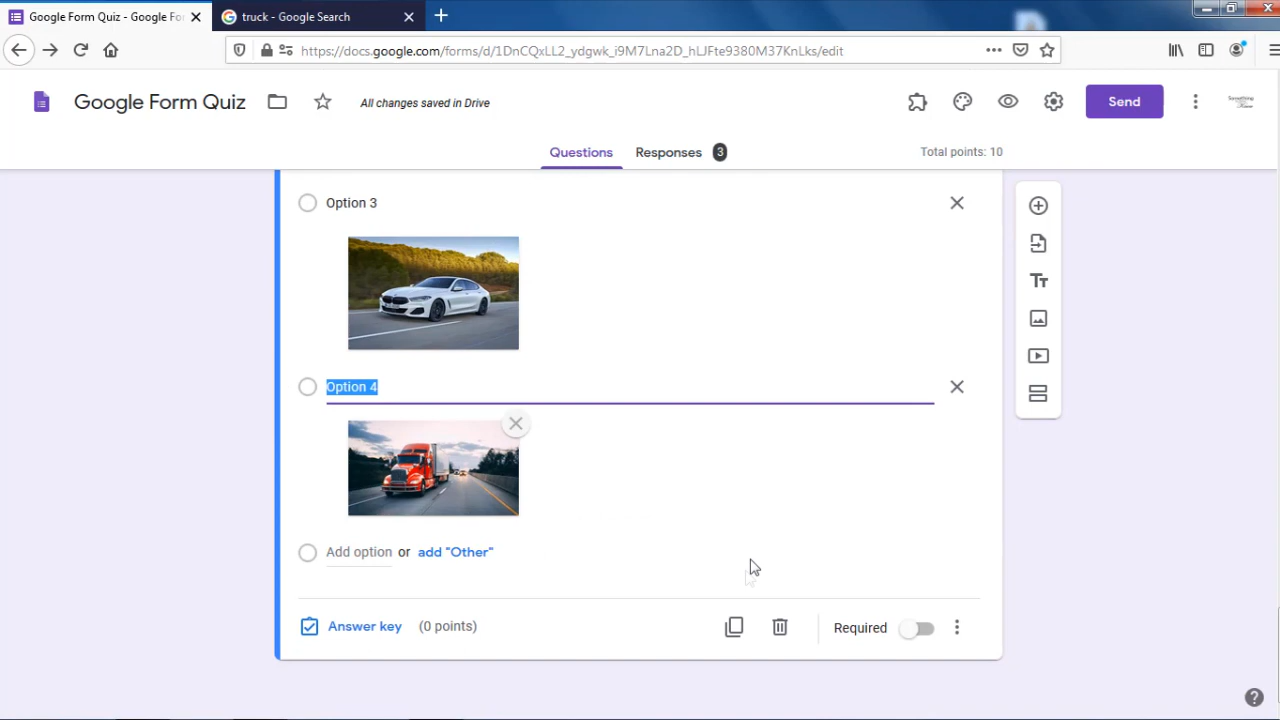 Google Form Quiz - Google For
truck - Google Search
https://docs.google.com/forms/d/1DnCQxLL2_ydgwk_i9M7Lna2D_hlJFte9380M37KnLks/edit
Google Form Quiz
All changes saved in Drive
Send
Questions
Responses 3
Total points: 10
Option 3
Option 4
Add option or add "Other"
Answer key (0 points)
Required